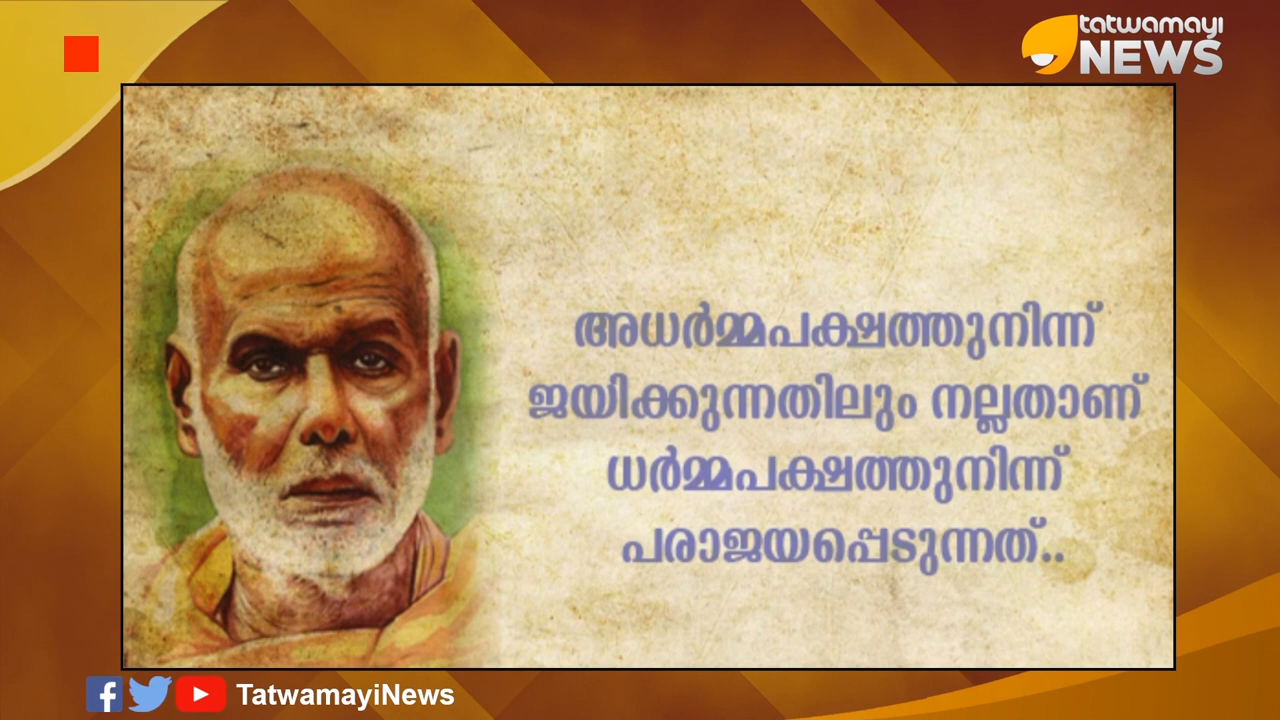 tatwamayi
NEWS
അധർമ്മപക്ഷത്തുനിന്ന്
ജയിക്കുന്നതിലും നല്ലതാണ്
ധർമ്മപക്ഷത്തുനിന്ന്
പരാജയപ്പെടുന്നത്..
TatwamayiNews